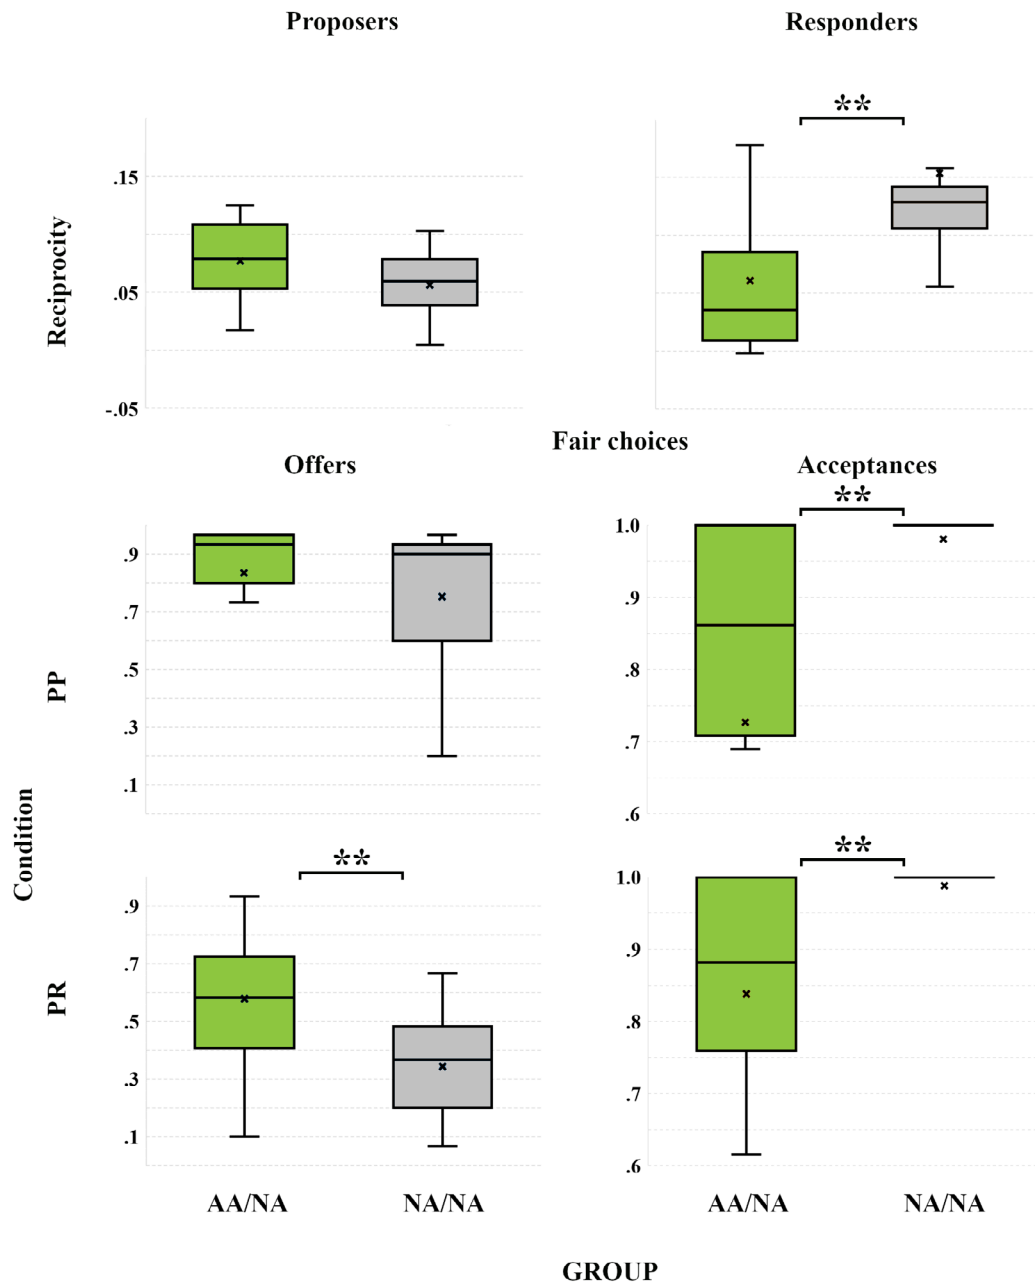 Proposers
Responders
**
.15
.05
-.05
Reciprocity
Fair choices
Offers
Acceptances
**
.9
.7
.5
.3
.1
1.0
.9
.8
.7
.6
PP
Condition
**
**
.9
.7
.5
.3
.1
1.0
.9
.8
.7
.6
PR
AA/NA
NA/NA
AA/NA
NA/NA
GROUP